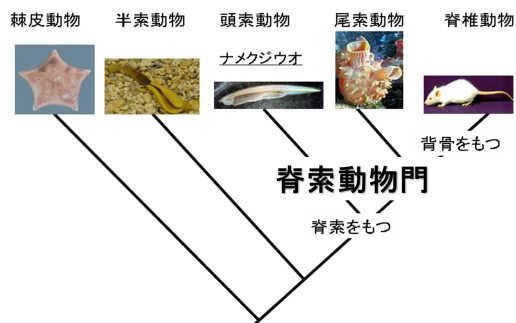 棘皮動物
半索動物
頭索動物
尾索動物
脊椎動物
ナメクジウオ
背骨をもつ
脊索動物門
脊索をもつ